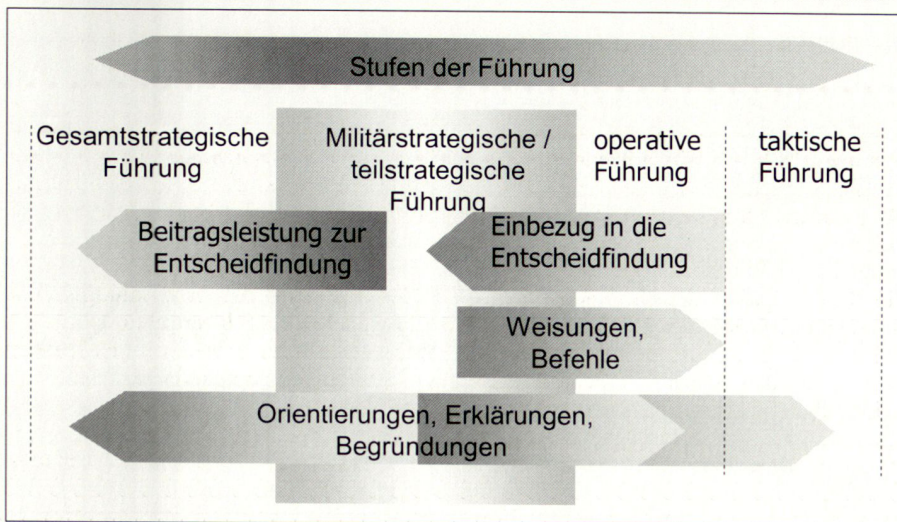 Stufen der Führung
Gesamtstrategische
Führung
Militärstrategische /
teilstrategische
Führung
operative
Führung
taktische
Führung
Beitragsleistung zur
Entscheidfindung
Einbezug in die
Entscheidfindung
Weisungen,
Befehle
Orientierungen, Erklärungen,
Begründungen